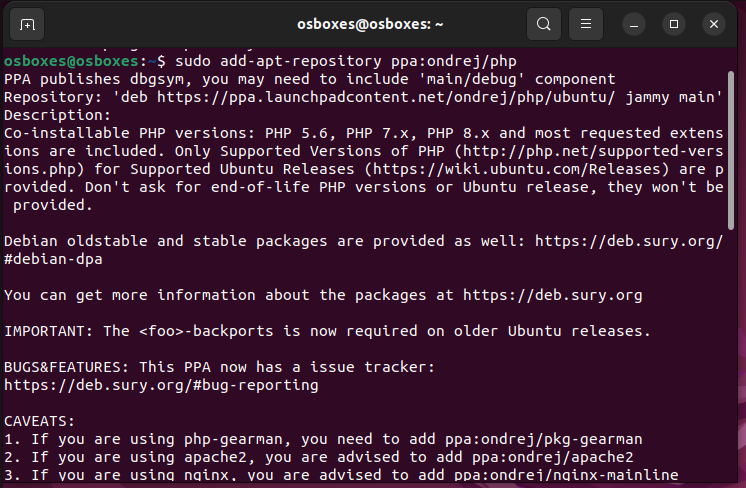 osboxes@osboxes: ~
osboxes@osboxes:~$ sudo add-apt-repository ppa:ondrej/php
PPA publishes dbgsym, you may need to include 'main/debug' component
Repository: 'deb https://ppa.launchpadcontent.net/ondrej/php/ubuntu/ jammy main'
Description:
Co-installable PHP versions: PHP 5.6, PHP 7.x, PHP 8.x and most requested extens
ions are included. Only Supported Versions of PHP (http://php.net/supported-vers
ions.php) for Supported Ubuntu Releases (https://wiki.ubuntu.com/Releases) are p
rovided. Don't ask for end-of-life PHP versions or Ubuntu release, they won't be
 provided.
Debian oldstable and stable packages are provided as well: https://deb.sury.org/
#debian-dpa
You can get more information about the packages at https://deb.sury.org
IMPORTANT: The <foo>-backports is now required on older Ubuntu releases.
BUGS&FEATURES: This PPA now has a issue tracker:
https://deb.sury.org/#bug-reporting
CAVEATS:
1. If you are using php-gearman, you need to add ppa:ondrej/pkg-gearman
2. If you are using apache2, you are advised to add ppa:ondrej/apache2
3. If you are using nginx, you are advised to add ppa:ondrej/nginx-mainline